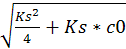 √(Ks²/4 + Ks * c0)